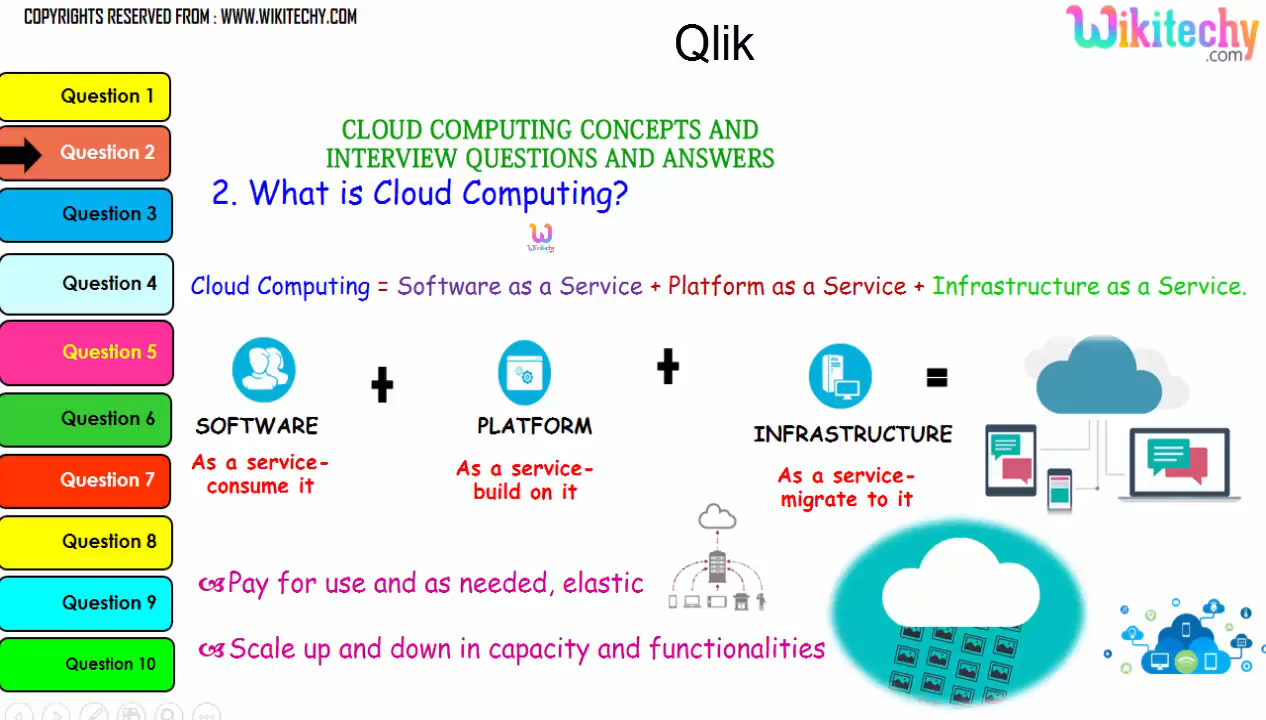 COPYRIGHTS RESERVED FROM : WWW.WIKITECHY.COM
Qlik
Wikitechy
.com
Question 1
Question 2
Question 3
Question 4
Question 5
Question 6
Question 7
Question 8
Question 9
Question 10
CLOUD COMPUTING CONCEPTS AND
INTERVIEW QUESTIONS AND ANSWERS
2. What is Cloud Computing?
W
Wikitechy
Cloud Computing = Software as a Service + Platform as a Service + Infrastructure as a Service.
+
+
=
SOFTWARE
As a service-
consume it
PLATFORM
As a service-
build on it
INFRASTRUCTURE
As a service-
migrate to it
Pay for use and as needed, elastic
Scale up and down in capacity and functionalities